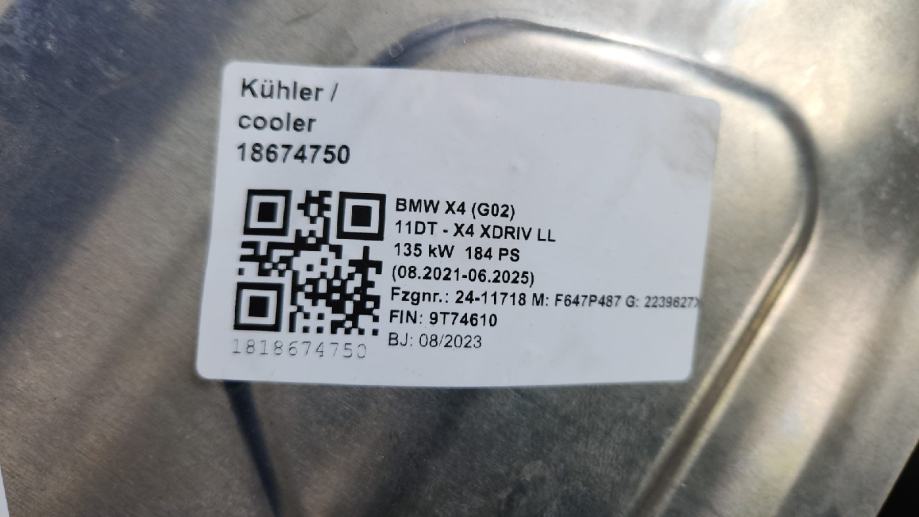 Kühler /
cooler
18674750
BMW X4 (G02)
11DT - X4 XDRIV LL
135 kW 184 PS
(08.2021-06.2025)
Fzgnr.: 24-11718 M: F647P487 G: 2239627X
FIN: 9T74610
BJ: 08/2023
1818674750